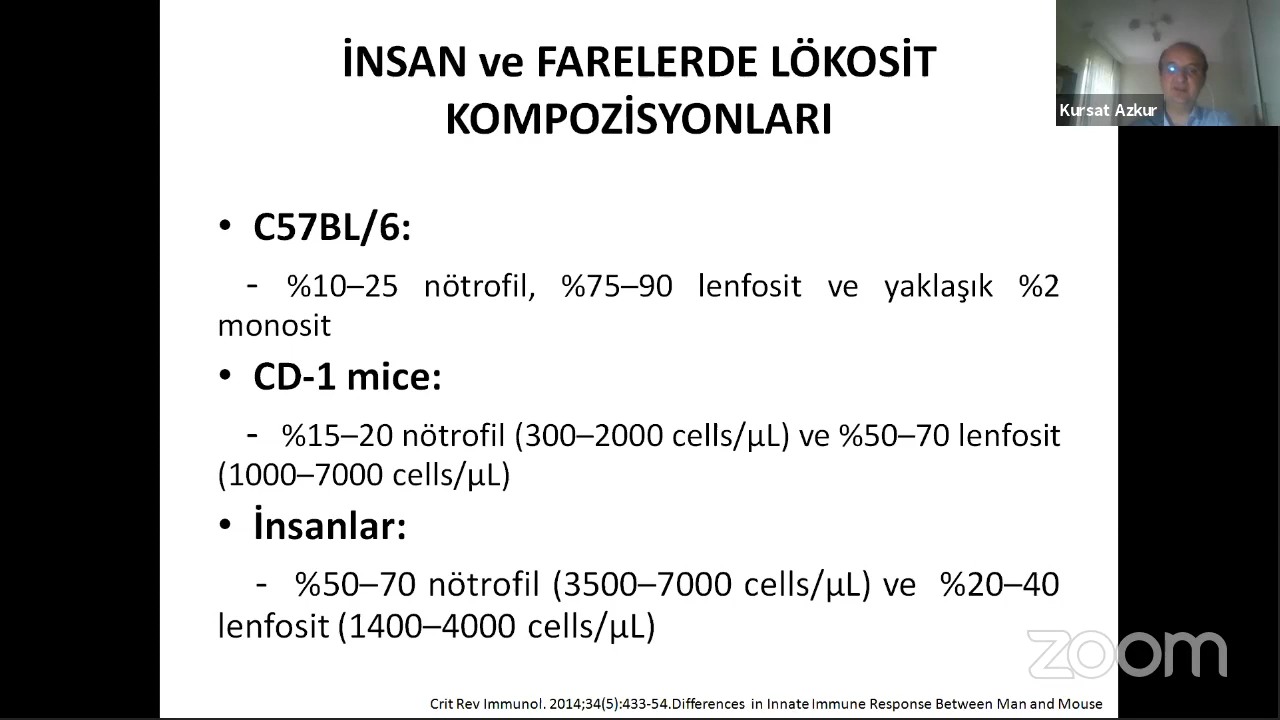 İNSAN ve FARELERDE LÖKOSİT
KOMPOZİSYONLARI
Kursat Azkur
• C57BL/6:
- %10–25 nötrofil, %75–90 lenfosit ve yaklaşık %2
monosit
• CD-1 mice:
- %15–20 nötrofil (300–2000 cells/µL) ve %50–70 lenfosit
(1000–7000 cells/µL)
• İnsanlar:
- %50–70 nötrofil (3500–7000 cells/µL) ve %20–40
lenfosit (1400–4000 cells/µL)
zoom
Crit Rev Immunol. 2014;34(5):433-54.Differences in Innate Immune Response Between Man and Mouse